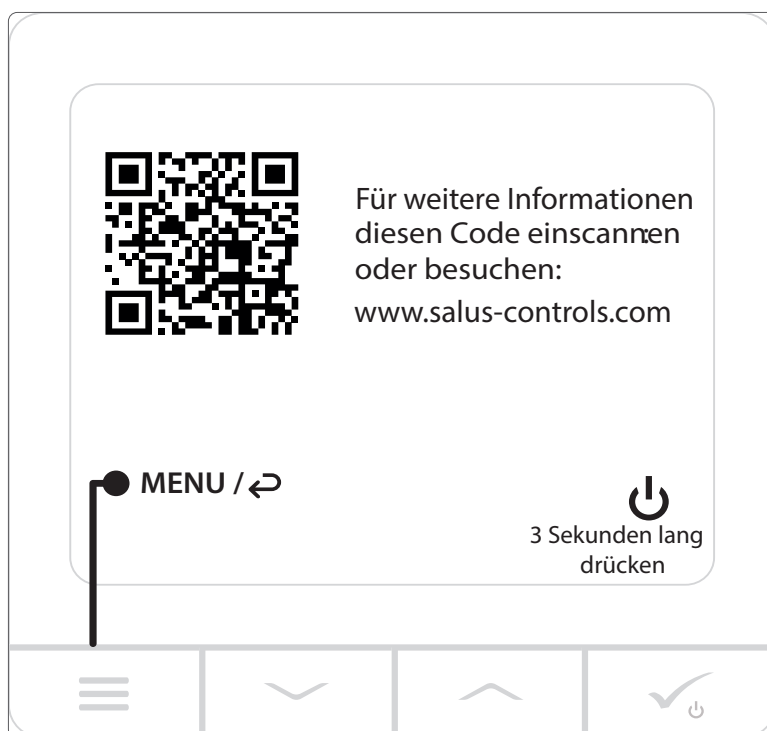 Für weitere Informationen
diesen Code einscannen
oder besuchen:
www.salus-controls.com
MENU /
3 Sekunden lang
drücken